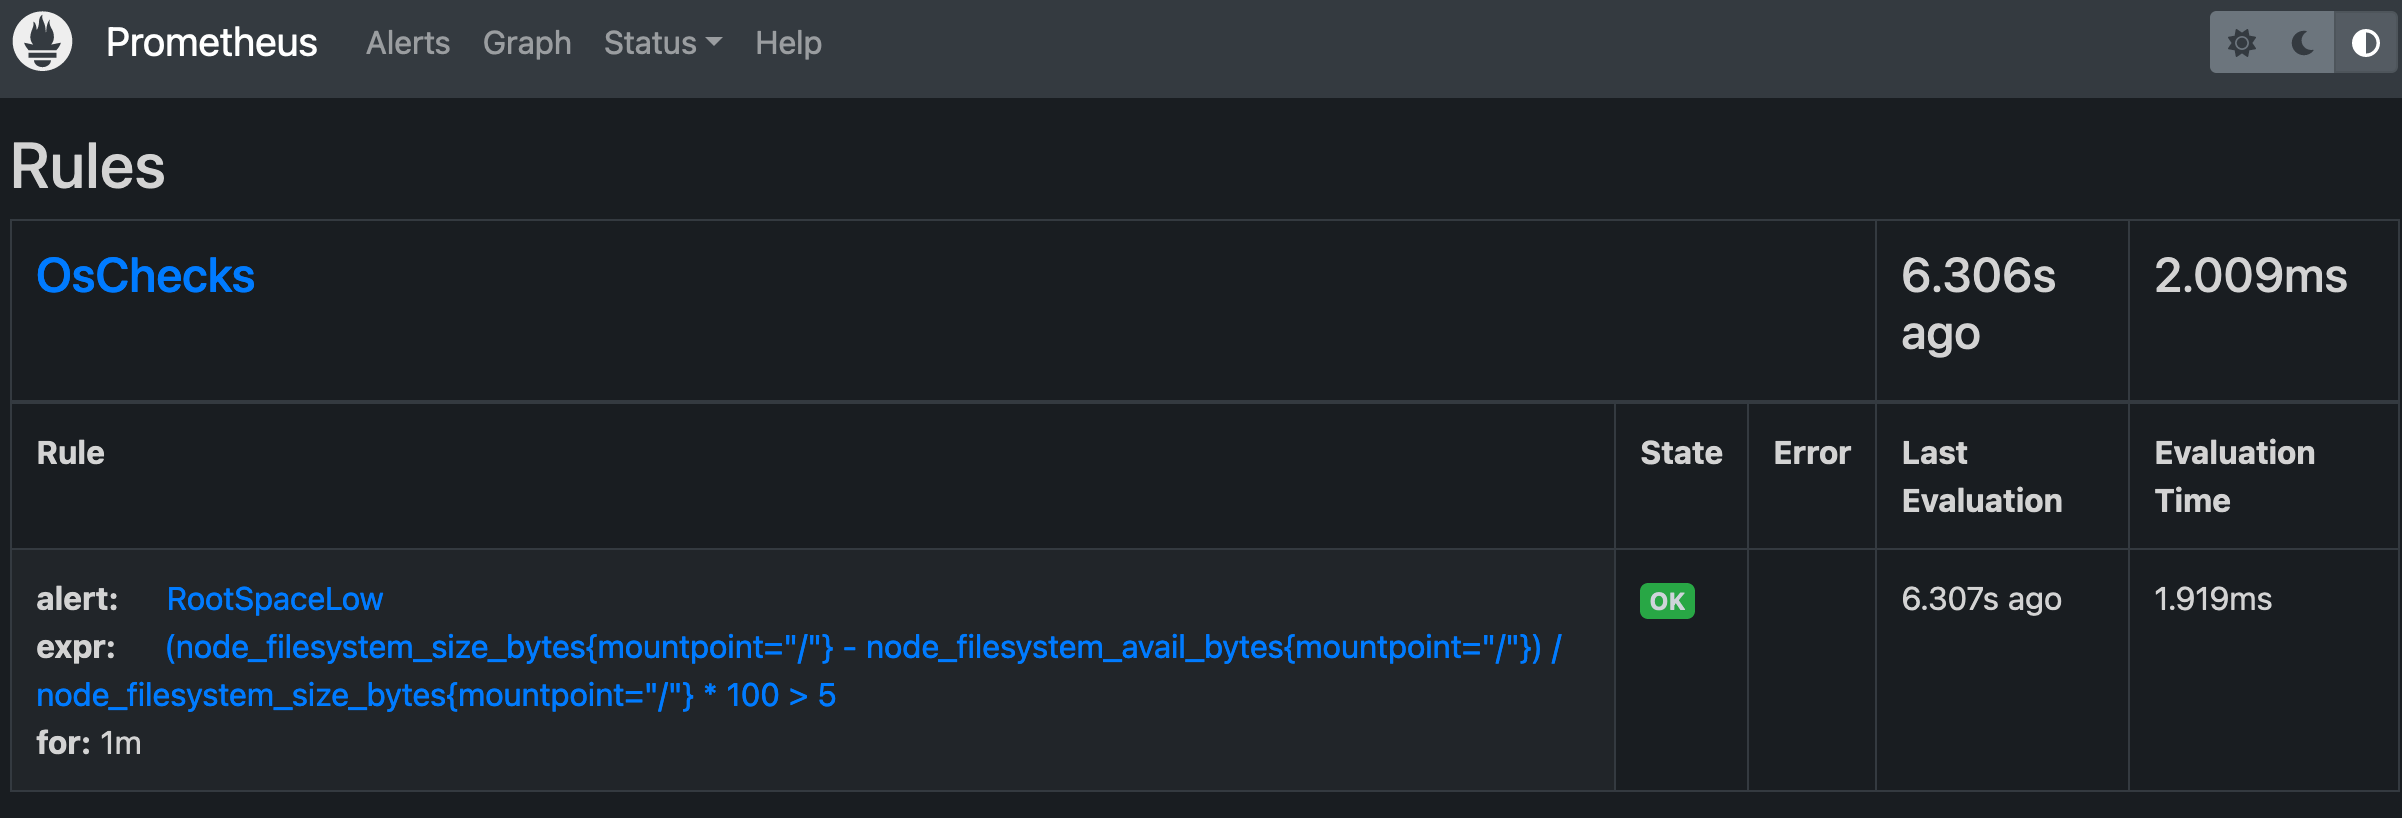 Prometheus Alerts Graph Status Help
Rules
OsChecks 6.306s ago 2.009ms
Rule State Error Last Evaluation Evaluation Time
alert: RootSpaceLow OK 6.307s ago 1.919ms
expr: (node_filesystem_size_bytes{mountpoint="/"} - node_filesystem_avail_bytes{mountpoint="/"}) /
node_filesystem_size_bytes{mountpoint="/"} * 100 > 5
for: 1m